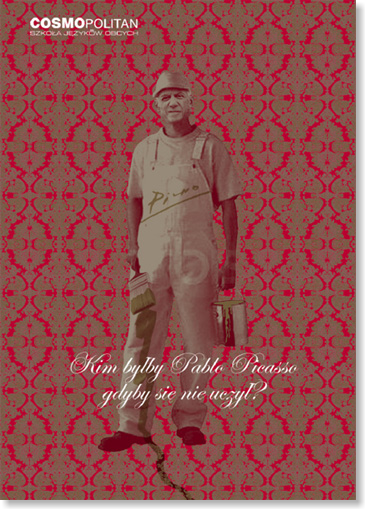 COSMOPOLITAN
SZKOŁA JĘZYKÓW OBCYCH
Kim byłby Pablo Picasso
gdyby się nie uczył?